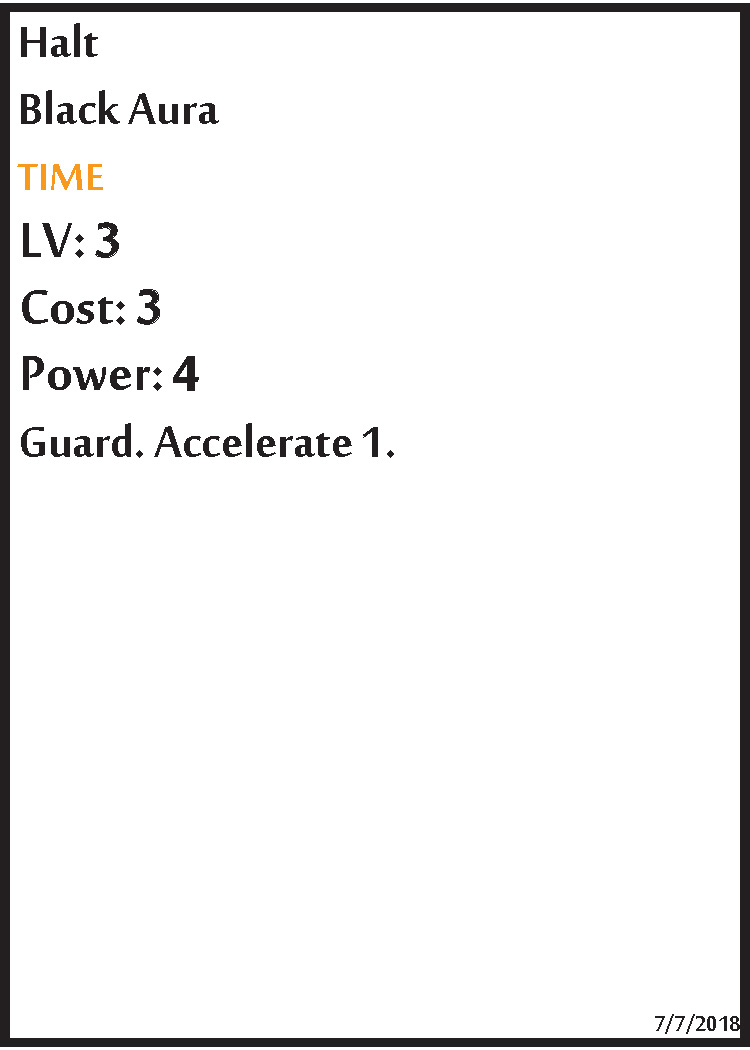 Halt
Black Aura
TIME
LV: 3
Cost: 3
Power: 4
Guard. Accelerate 1.
7/7/2018